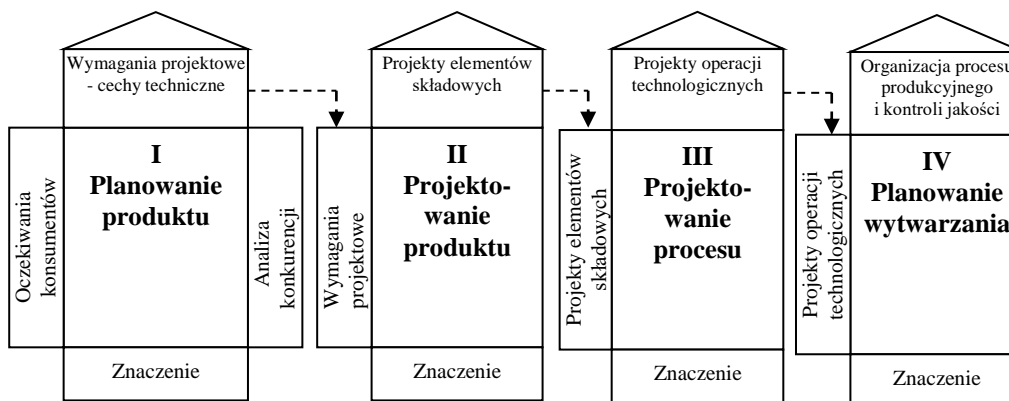 Wymagania projektowe
- cechy techniczne
Oczekiwania
konsumentów
I
Planowanie
produktu
Analiza
konkurencji
Znaczenie
Projekty elementów
składowych
Wymagania
projektowe
II
Projekto-
wanie
produktu
Znaczenie
Projekty operacji
technologicznych
Projekty elementów
składowych
III
Projekto-
wanie
procesu
Znaczenie
Organizacja procesu
produkcyjnego
i kontroli jakości
Projekty operacji
technologicznych
IV
Planowanie
wytwarzania
Znaczenie